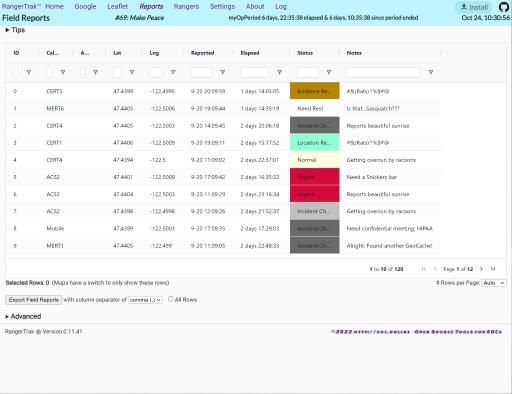 RangerTrak™ Home Google Leaflet Reports Rangers Settings About Log Install
Field Reports #69: Make Peace myOpPeriod 6 days, 22:35:38 elapsed & 6 days, 10:35:38 since period ended Oct 24, 10:30:56
▸ Tips
ID Cal... A... Lat Lng Reported Elapsed Status Notes
0 CERT5 47.4399 -122.4995 9-20 20:09:59 1 days 14:03:05 Evidence Re... #&(Rats)^%$#@
1 MERT6 47.4405 -122.5006 9-20 19:09:44 1 days 14:35:19 Need Rest Is that...Sasquatch???
2 CERT4 47.4405 -122.5003 9-20 14:09:45 2 days 20:06:18 Incident Ch... Reports beautiful sunrise
3 CERT1 47.4406 -122.5006 9-20 19:09:11 2 days 15:17:52 Location Re... #&(Rats)^%$#@
4 CERT4 47.4394 -122.5 9-20 11:09:02 2 days 22:37:01 Normal Getting overrun by racoons
5 ACS2 47.4401 -122.5009 9-20 17:09:42 2 days 16:35:22 Urgent Need a Snickers bar
6 ACS3 47.4404 -122.5003 9-20 11:09:29 2 days 23:16:34 Urgent Reports beautiful sunrise
7 ACS2 47.4398 -122.4998 9-20 12:09:26 2 days 21:52:37 Incident Ch... Getting overrun by racoons
8 Mobile 47.4399 -122.5003 9-20 17:09:35 2 days 17:29:03 Incident Ch... Need confidential meeting: HIPAA
9 MERT1 47.4405 -122.499 9-20 11:09:05 2 days 22:48:33 Incident Ch... Alright: Found another GeoCache!
1 to 10 of 120 Page 1 of 12
Selected Rows: 0 (Maps have a switch to only show these rows) # Rows per Page: Auto
Export Field Reports with column separator of comma (,) All Rows
▸ Advanced
RangerTrak @ Version 0.11.41 ©2022 http://eoc.online - Open Source Tools for EOCs